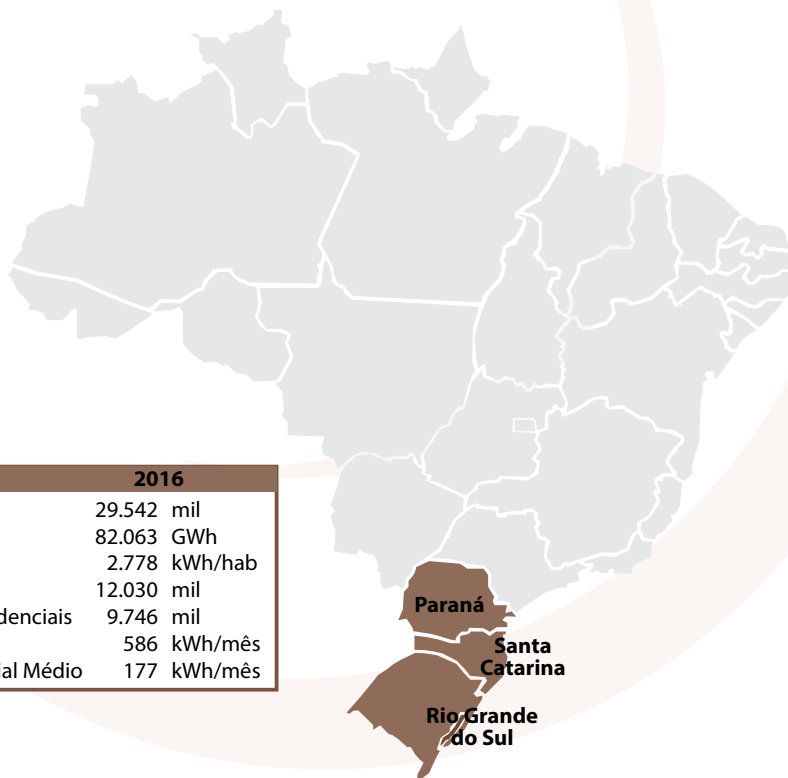 2016
29.542 mil
82.063 GWh
2.778 kWh/hab
12.030 mil
denciais 9.746 mil
586 kWh/mês
ial Médio 177 kWh/mês
Paraná
Santa
Catarina
Rio Grande
do Sul